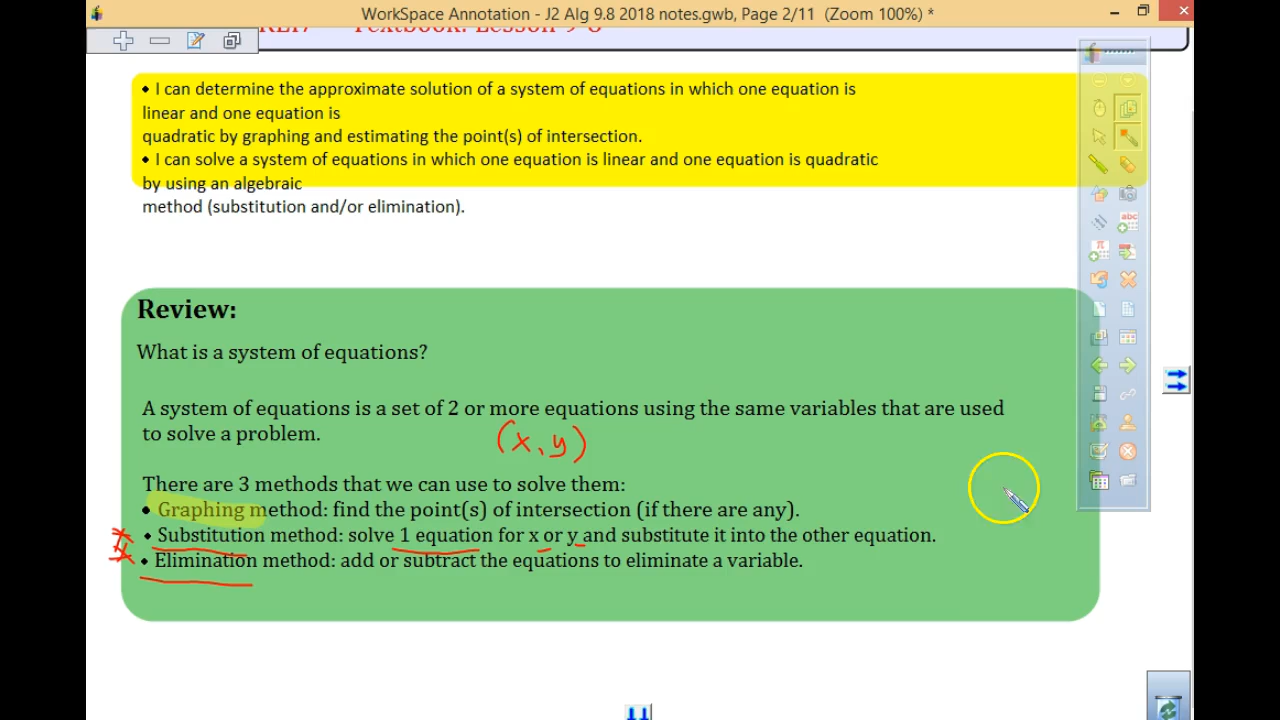 WorkSpace Annotation - J2 Alg 9.8 2018 notes.gwb, Page 2/11 (Zoom 100%) *
Textbook: Lesson 9-8
• I can determine the approximate solution of a system of equations in which one equation is
linear and one equation is
quadratic by graphing and estimating the point(s) of intersection.
• I can solve a system of equations in which one equation is linear and one equation is quadratic
by using an algebraic
method (substitution and/or elimination).
abc
π
Review:
What is a system of equations?
A system of equations is a set of 2 or more equations using the same variables that are used
to solve a problem.
(x, y)
There are 3 methods that we can use to solve them:
• Graphing method: find the point(s) of intersection (if there are any).
• Substitution method: solve 1 equation for x or y and substitute it into the other equation.
• Elimination method: add or subtract the equations to eliminate a variable.